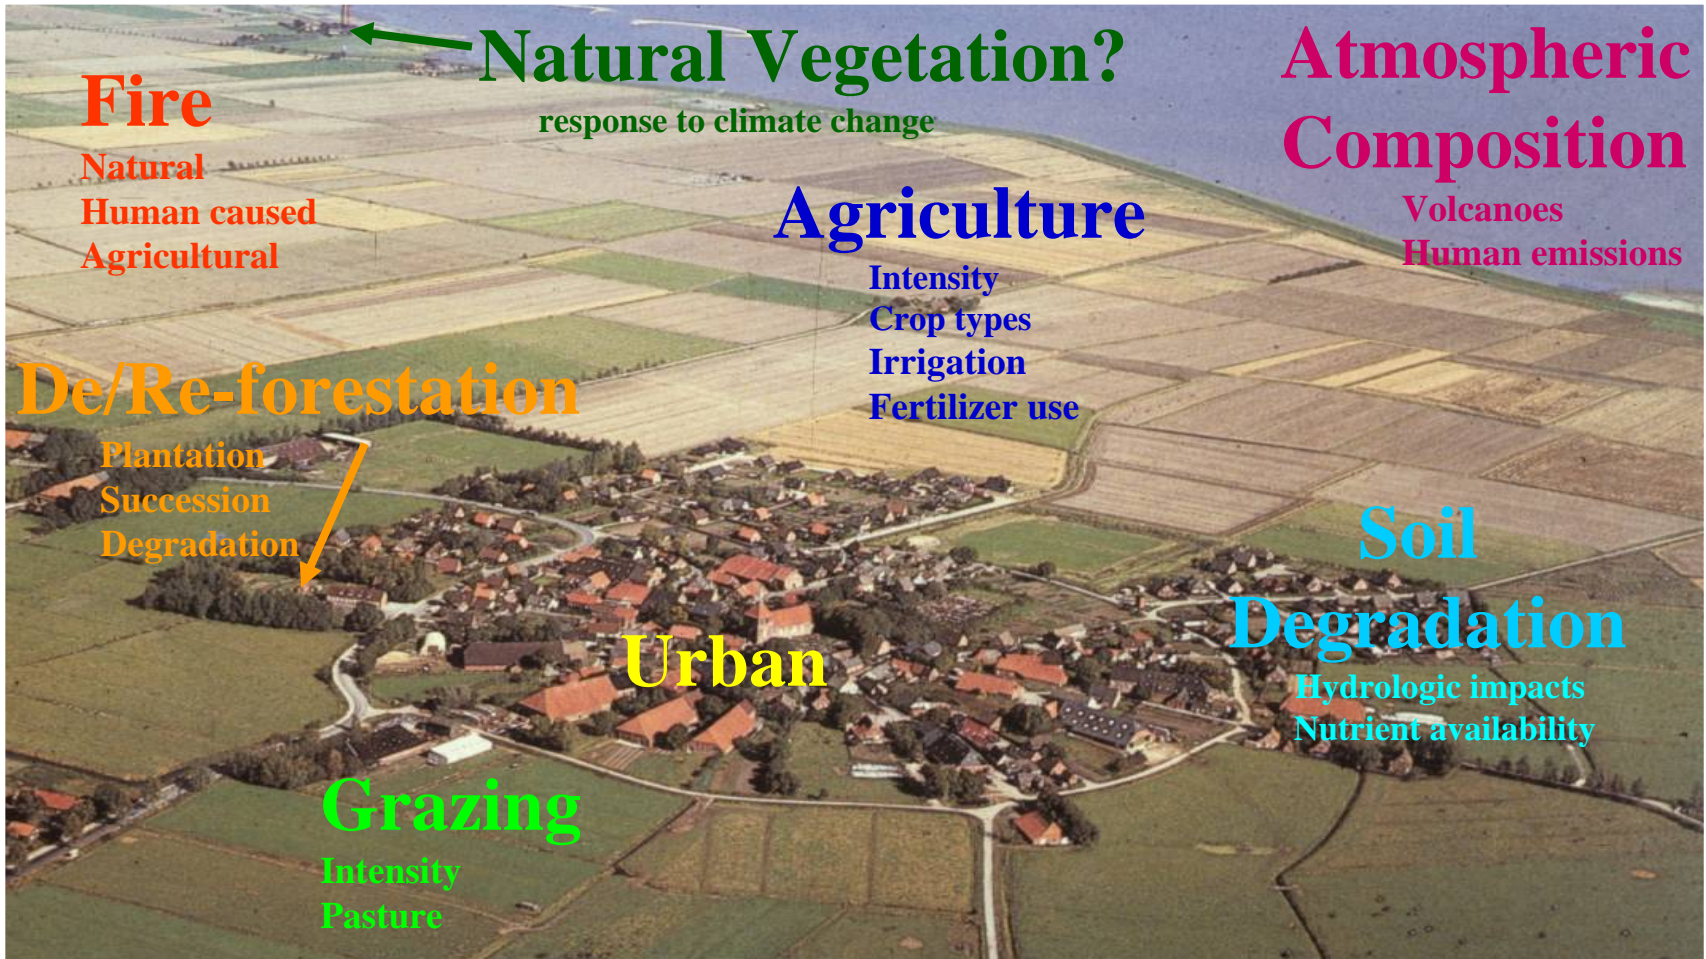 Natural Vegetation?
response to climate change
Atmospheric
Composition
Volcanoes
Human emissions
Fire
Natural
Human caused
Agricultural
Agriculture
Intensity
Crop types
Irrigation
Fertilizer use
De/Re-forestation
Plantation
Succession
Degradation
Soil
Degradation
Hydrologic impacts
Nutrient availability
Urban
Grazing
Intensity
Pasture